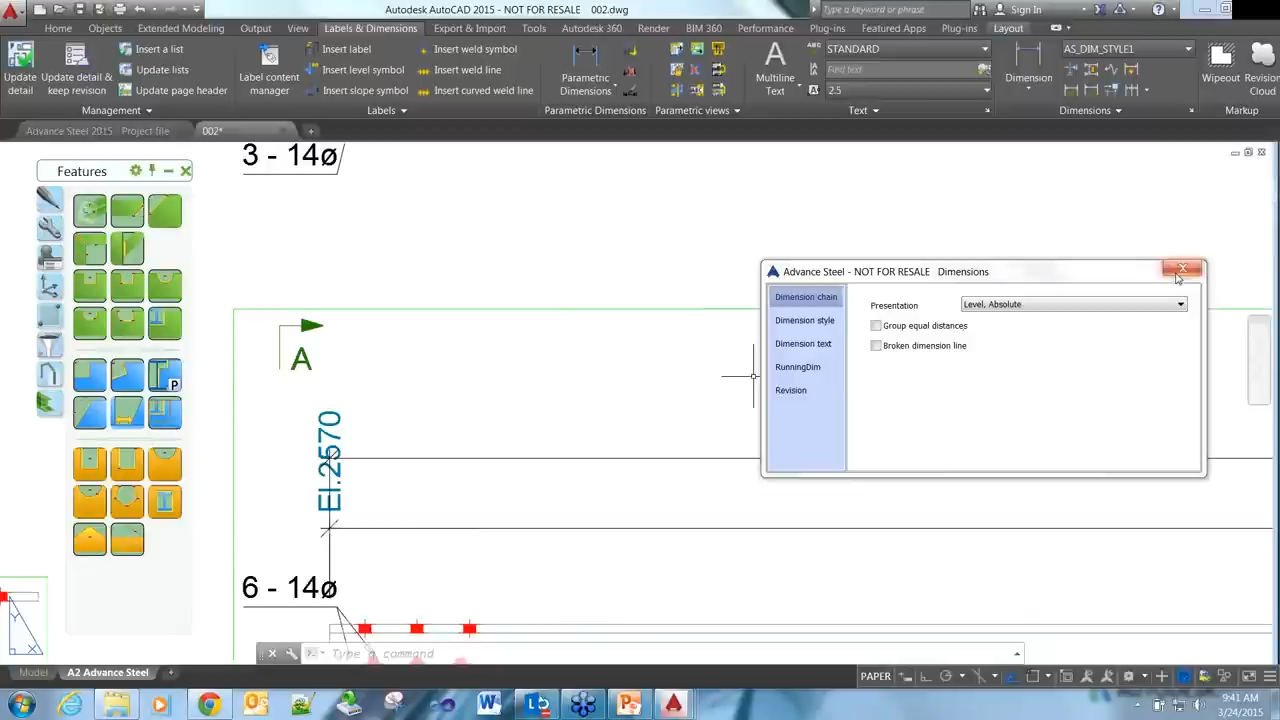 Autodesk AutoCAD 2015 - NOT FOR RESALE 002.dwg
Type a keyword or phrase
Sign In
Home Objects Extended Modeling Output View Labels & Dimensions Export & Import Tools Autodesk 360 Render BIM 360 Performance Plug-ins Featured Apps Plug-ins Layout
Update detail
Update detail & keep revision
Insert a list
Update lists
Update page header
Management
Label content manager
Insert label
Insert level symbol
Insert slope symbol
Insert weld symbol
Insert weld line
Insert curved weld line
Labels
Parametric Dimensions
Parametric Dimensions
Parametric views
A
Multiline Text
ABC
STANDARD
Find text
2.5
Text
Dimension
AS_DIM_STYLE1
Dimensions
Wipeout
Revision Cloud
Markup
Advance Steel 2015 Project file
002*
3 - 14ø
Features
P
A
El.2570
6 - 14ø
Advance Steel - NOT FOR RESALE Dimensions
Dimension chain
Dimension style
Dimension text
RunningDim
Revision
Presentation
Level, Absolute
Group equal distances
Broken dimension line
Type a command
Model
A2 Advance Steel
PAPER
9:41 AM
3/24/2015